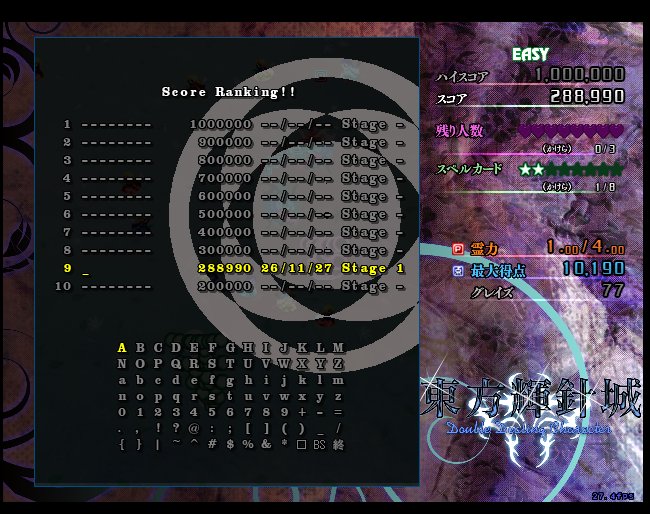 Score Ranking!!
1 -------- 1000000 --/--/-- Stage -
2 -------- 900000 --/--/-- Stage -
3 -------- 800000 --/--/-- Stage -
4 -------- 700000 --/--/-- Stage -
5 -------- 600000 --/--/-- Stage -
6 -------- 500000 --/--/-- Stage -
7 -------- 400000 --/--/-- Stage -
8 -------- 300000 --/--/-- Stage -
9 _ 288990 26/11/27 Stage 1
10 -------- 200000 --/--/-- Stage -
A B C D E F G H I J K L M
N O P Q R S T U V W X Y Z
a b c d e f g h i j k l m
n o p q r s t u v w x y z
0 1 2 3 4 5 6 7 8 9 + - =
. , ! ? @ : ; [ ] ( ) _ /
{ } | ~ ^ # $ % & * □ BS 終
EASY
ハイスコア 1,000,000
スコア 288,990
残り人数
(かけら) 0/3
スペルカード ★★
(かけら) 1/8
P 霊力 1.00/4.00
最大得点 10,190
グレイズ 77
東方輝針城
Double Dealing Character
27.4fps